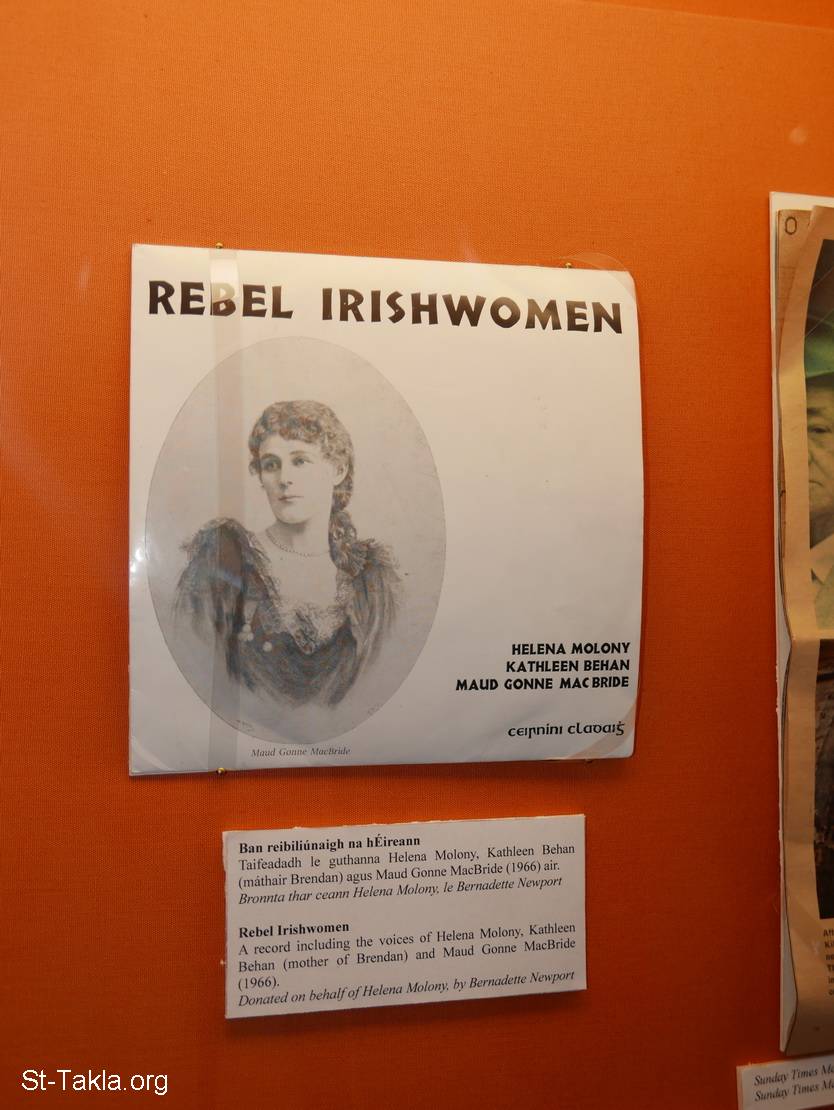 REBEL IRISHWOMEN
HELENA MOLONY
KATHLEEN BEHAN
MAUD GONNE MAC BRIDE
ceirníní claḋaiġ
Maud Gonne MacBride
Ban reibiliúnaigh na hÉireann
Taifeadadh le guthanna Helena Molony, Kathleen Behan
(máthair Brendan) agus Maud Gonne MacBride (1966) air.
Bronnta thar ceann Helena Molony, le Bernadette Newport
Rebel Irishwomen
A record including the voices of Helena Molony, Kathleen
Behan (mother of Brendan) and Maud Gonne MacBride
(1966).
Donated on behalf of Helena Molony, by Bernadette Newport
O
Sunday Times
Sunday Times
St-Takla.org